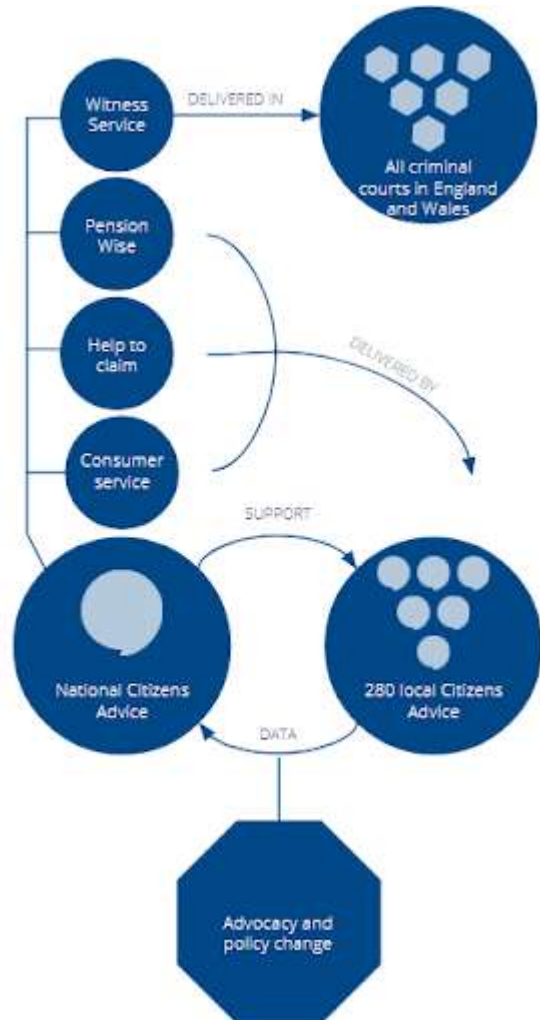 Witness
Service
DELIVERED IN
All criminal
courts in England
and Wales
Pension
Wise
Help to
claim
DELIVERED BY
Consumer
service
SUPPORT
National Citizens
Advice
280 local Citizens
Advice
DATA
Advocacy and
policy change